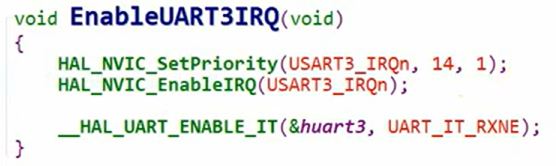 void EnableUART3IRQ(void)
{
    HAL_NVIC_SetPriority(USART3_IRQn, 14, 1);
    HAL_NVIC_EnableIRQ(USART3_IRQn);
    __HAL_UART_ENABLE_IT(&huart3, UART_IT_RXNE);
}